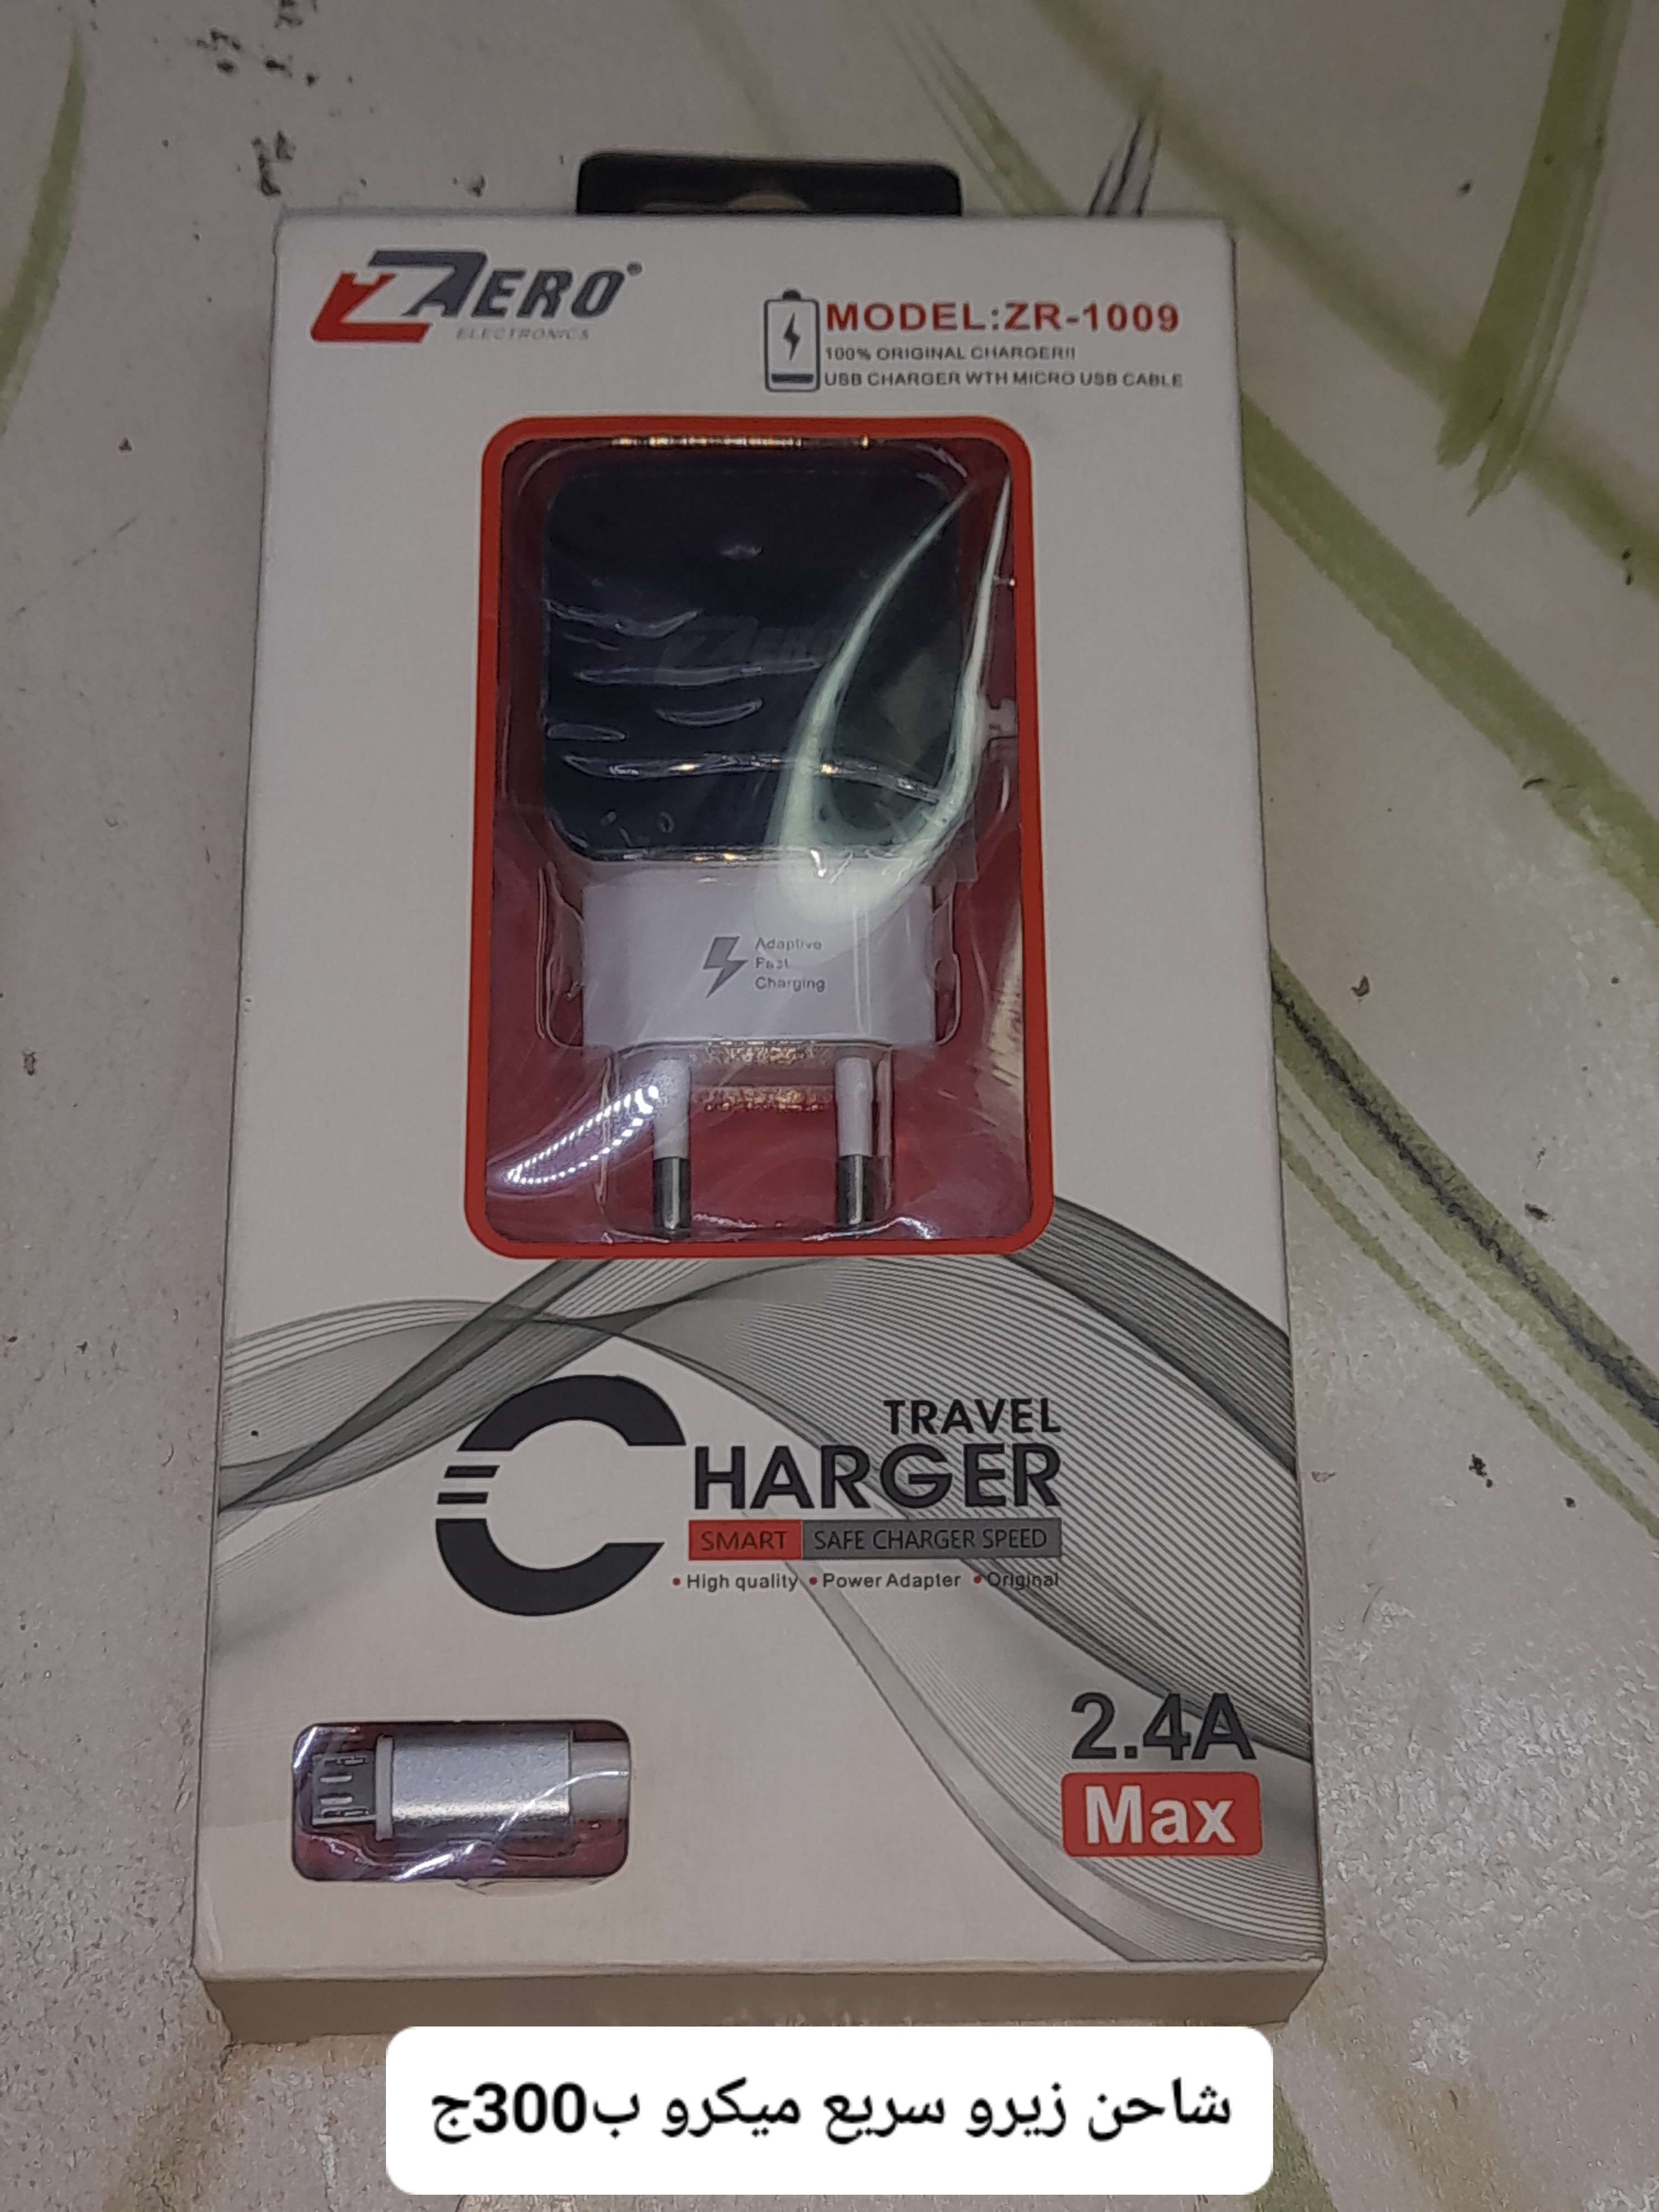 ZERO®
ELECTRONICS
MODEL:ZR-1009
100% ORIGINAL CHARGER!!
USB CHARGER WTH MICRO USB CABLE
ZERO
Adaptive
Fast
Charging
TRAVEL
CHARGER
SMART SAFE CHARGER SPEED
• High quality • Power Adapter • Original
2.4A
Max
شاحن زيرو سريع ميكرو ب300ج